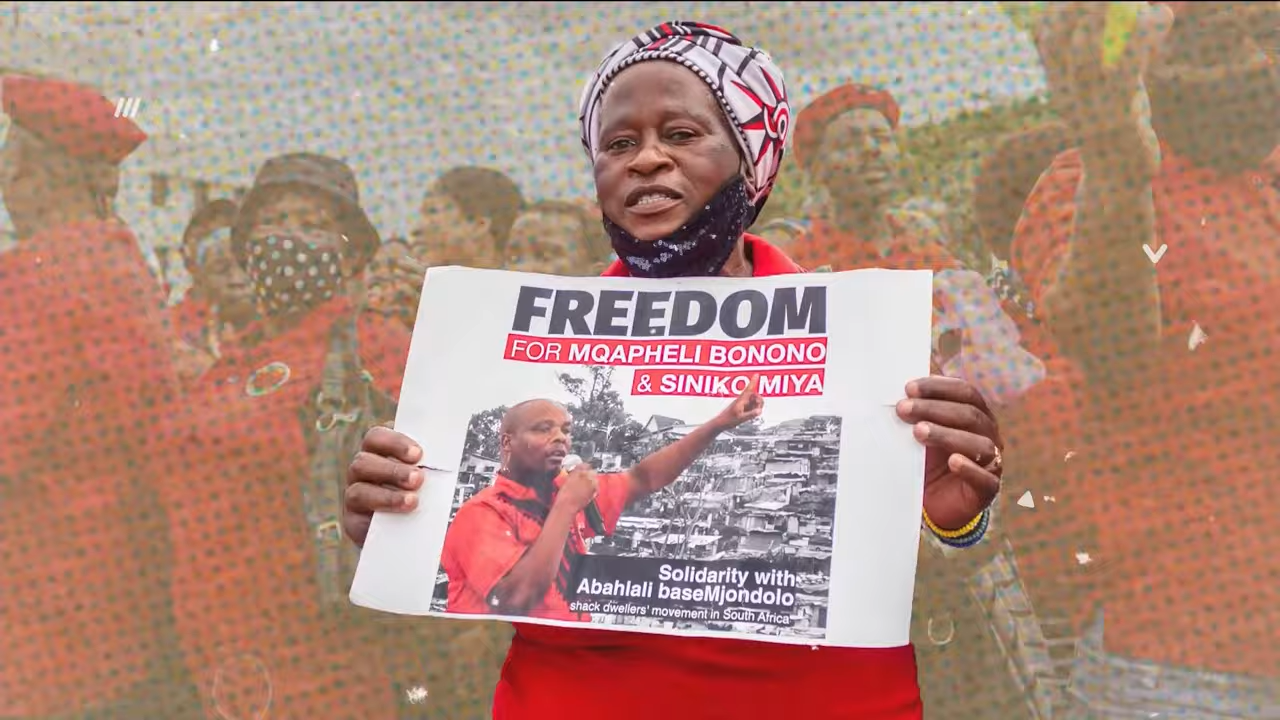 FREEDOM
FOR MQAPHELI BONONO
& SINIKO MIYA
Solidarity with
Abahlali baseMjondolo
shack dwellers' movement in South Africa